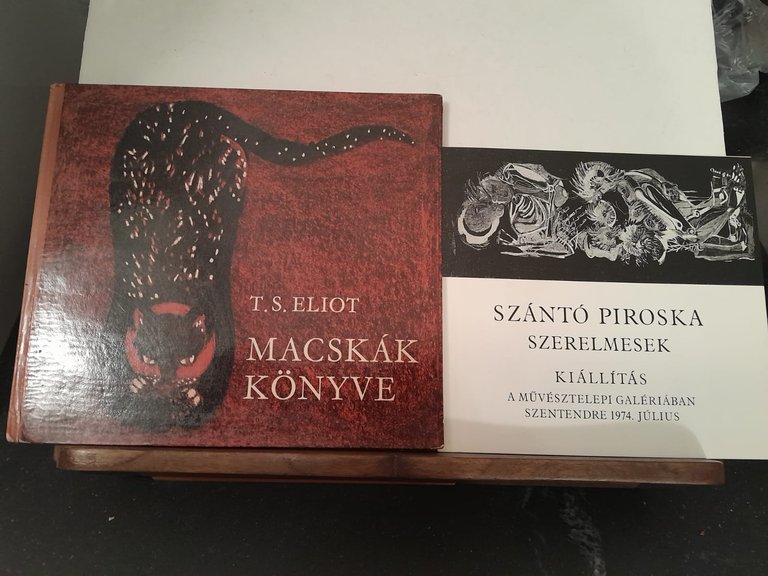 T. S. ELIOT
MACSKÁK
KÖNYVE
SZÁNTÓ PIROSKA
SZERELMESEK
KIÁLLÍTÁS
A MŰVÉSZTELEPI GALÉRIÁBAN
SZENTENDRE 1974. JÚLIUS